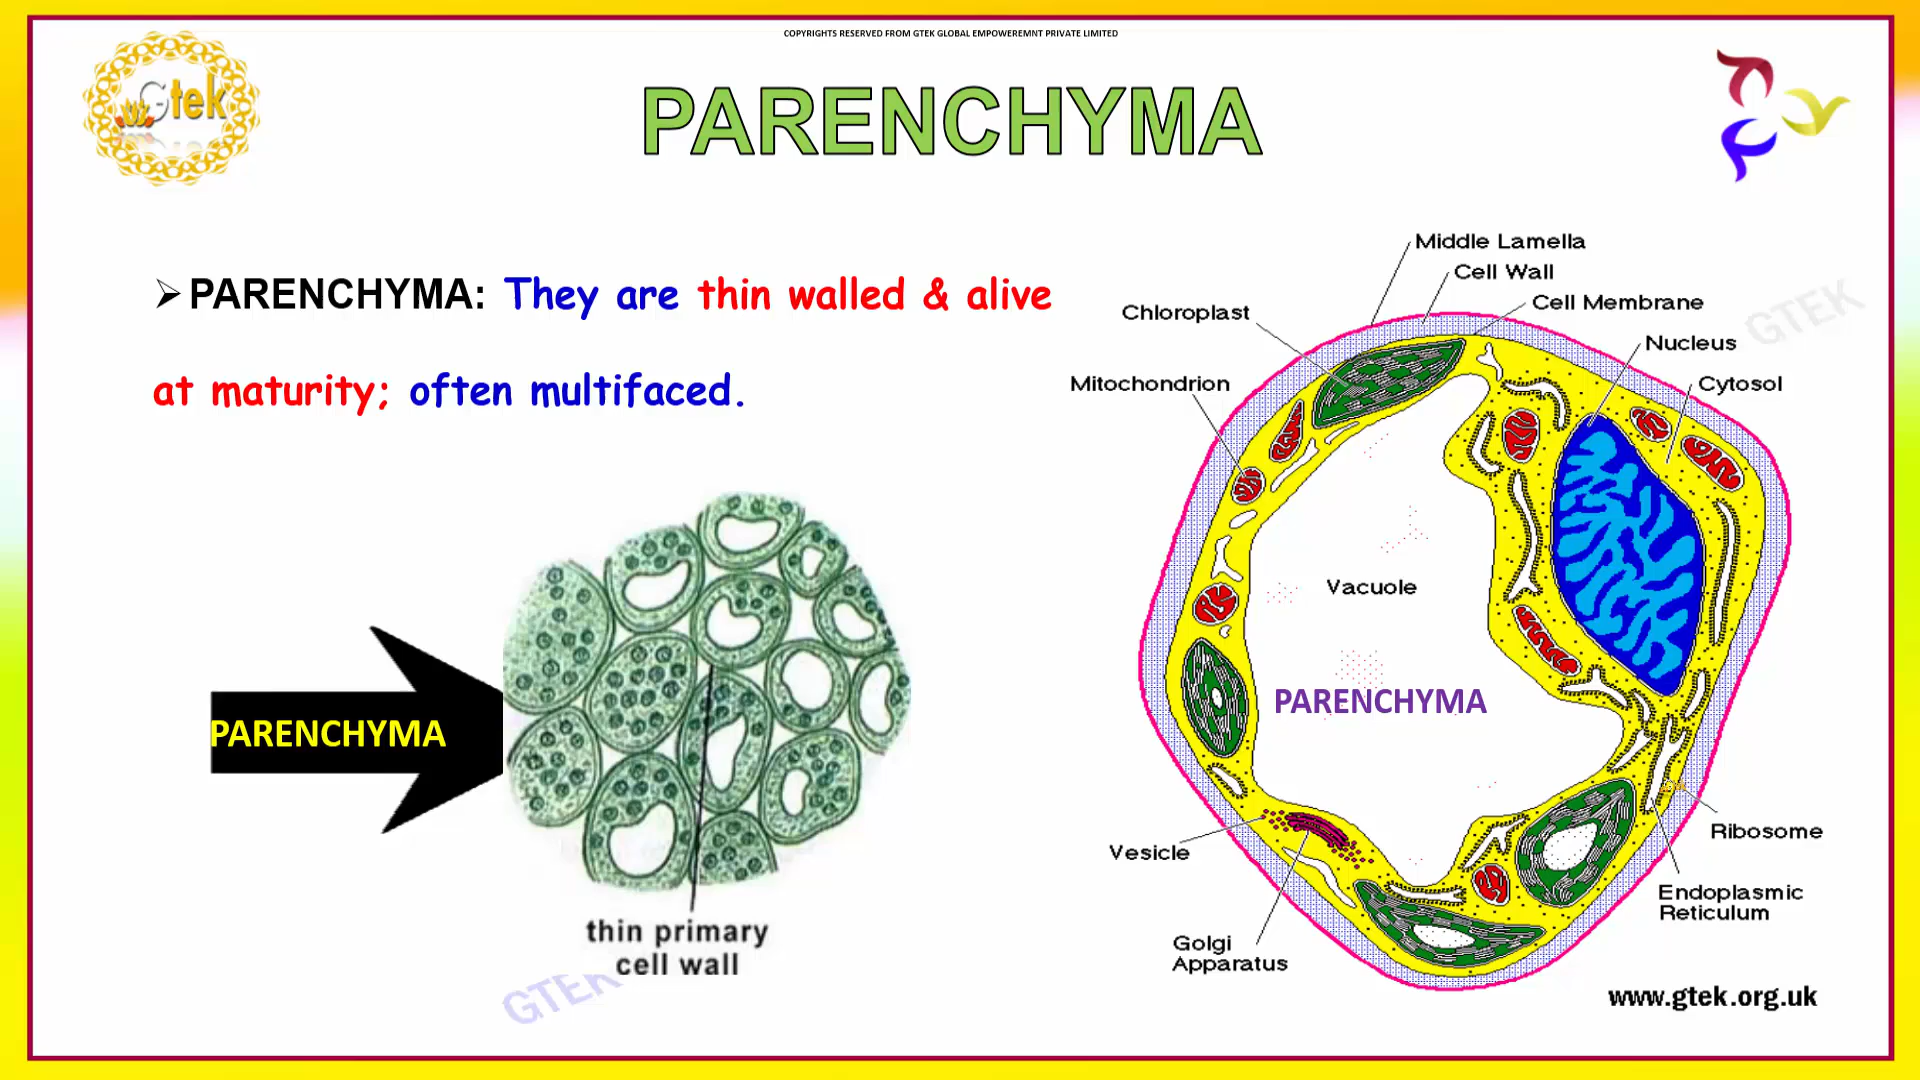 COPYRIGHTS RESERVED FROM GTEK GLOBAL EMPOWEREMNT PRIVATE LIMITED
Gtek
PARENCHYMA
➢PARENCHYMA: They are thin walled & alive
at maturity; often multifaced.
Middle Lamella
Cell Wall
Cell Membrane
Chloroplast
Nucleus
Mitochondrion
Cytosol
GTEK
Vacuole
PARENCHYMA
PARENCHYMA
Ribosome
Vesicle
Endoplasmic
Reticulum
Golgi
Apparatus
thin primary
cell wall
GTEK
www.gtek.org.uk